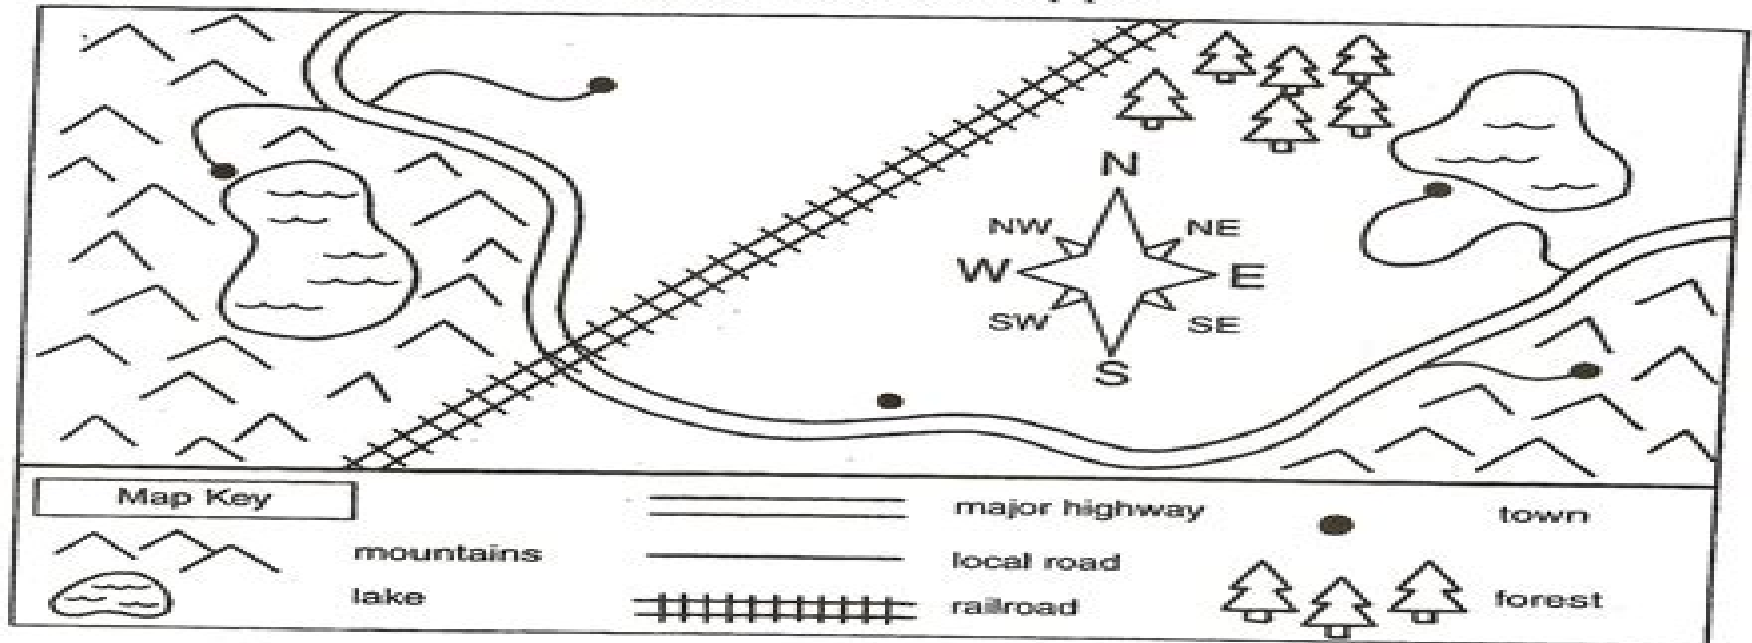 N
NW NE
W E
SW SE
S
Map Key
major highway
town
mountains
local road
lake
railroad
forest